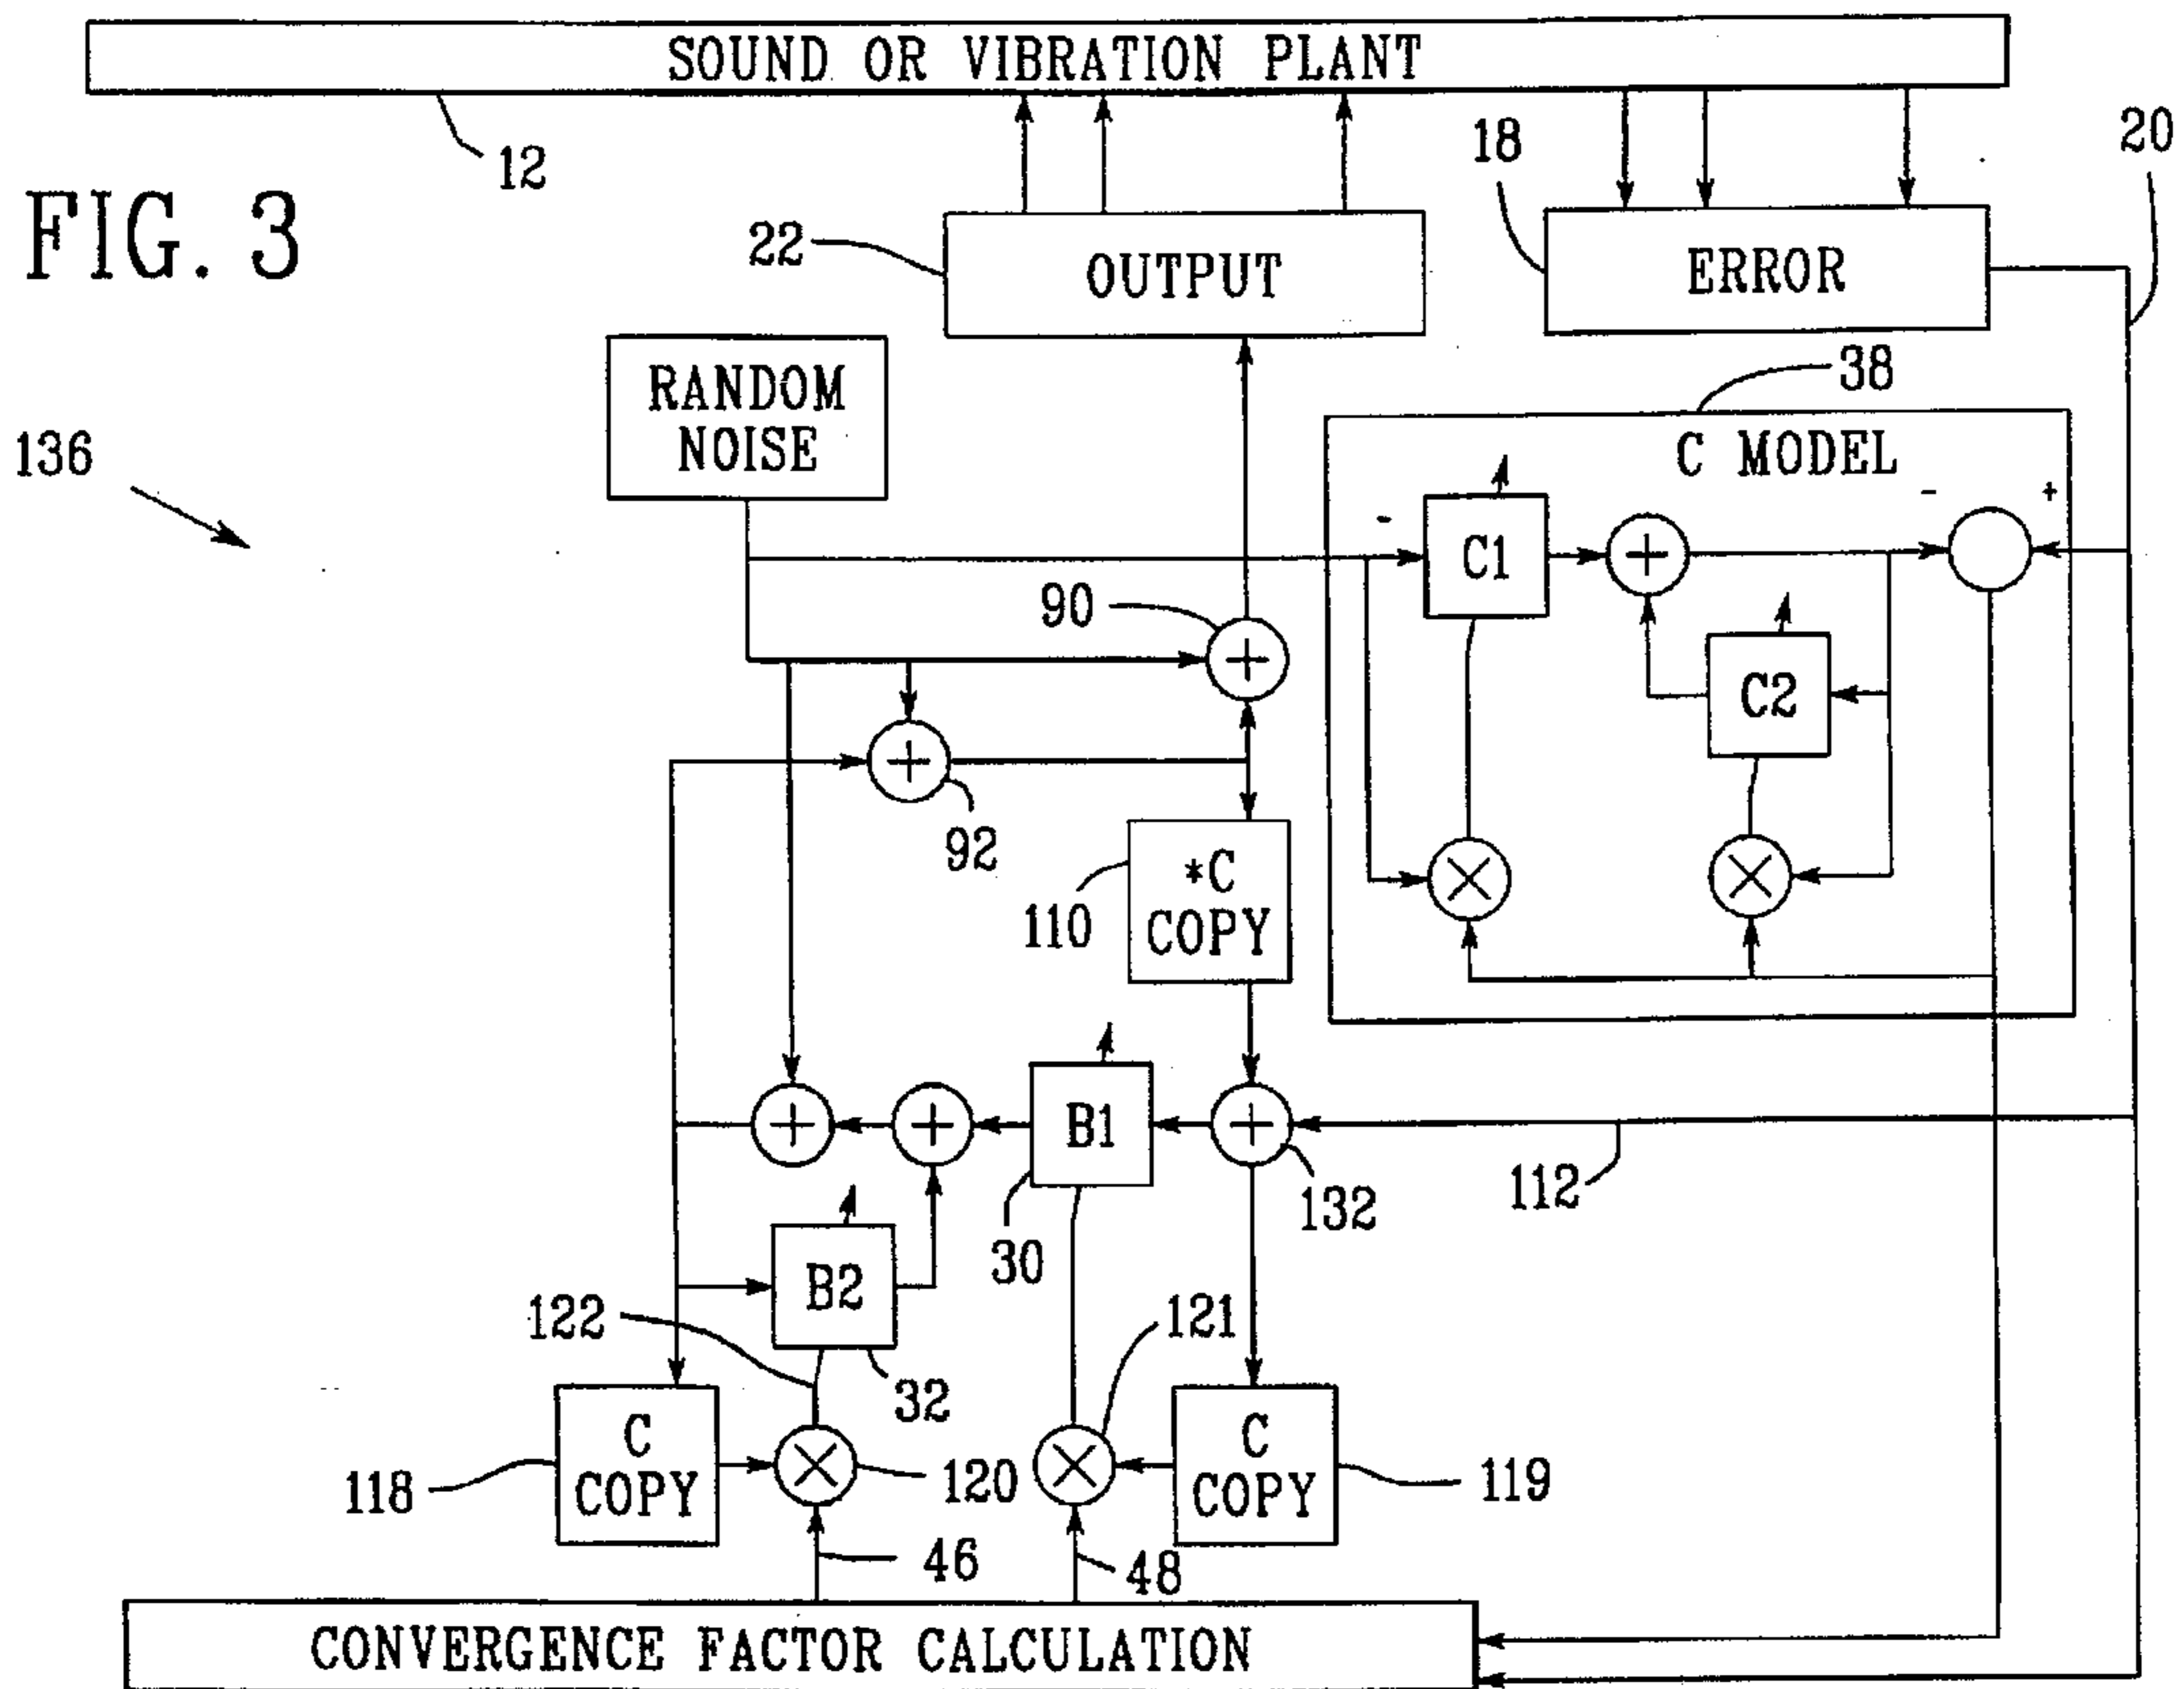 SOUND OR VIBRATION PLANT
12
18
20
FIG. 3
22
OUTPUT
ERROR
RANDOM
NOISE
38
C MODEL
136
-
-
+
C1
+
90
+
C2
+
92
*C
COPY
110
+
+
B1
+
112
132
30
B2
122
121
32
C
COPY
118
120
C
COPY
119
46
48
CONVERGENCE FACTOR CALCULATION